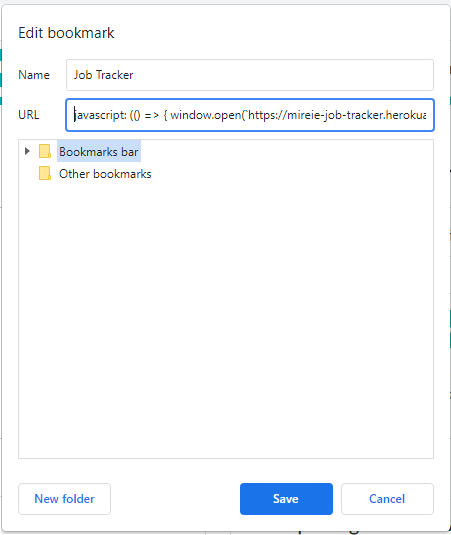 Edit bookmark
Name Job Tracker
URL javascript: (() => { window.open(`https://mireie-job-tracker.herokua
Bookmarks bar
Other bookmarks
New folder Save Cancel